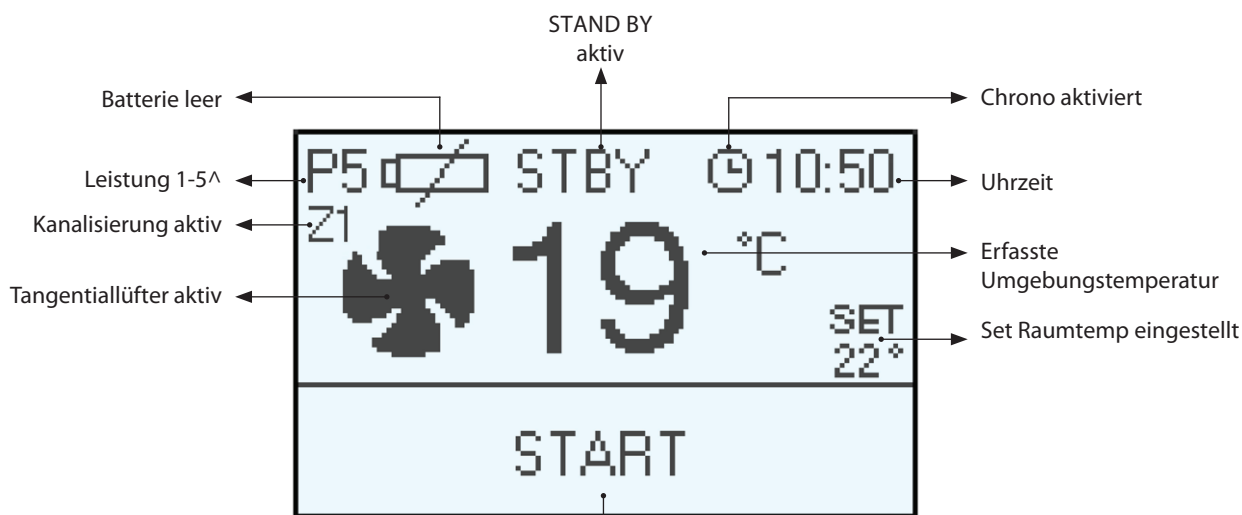 STAND BY
aktiv
Batterie leer
Chrono aktiviert
P5 STBY 10:50
Leistung 1-5^
Uhrzeit
Kanalisierung aktiv
Z1
19 °C
Erfasste
Umgebungstemperatur
Tangentiallüfter aktiv
SET
22°
Set Raumtemp eingestellt
START